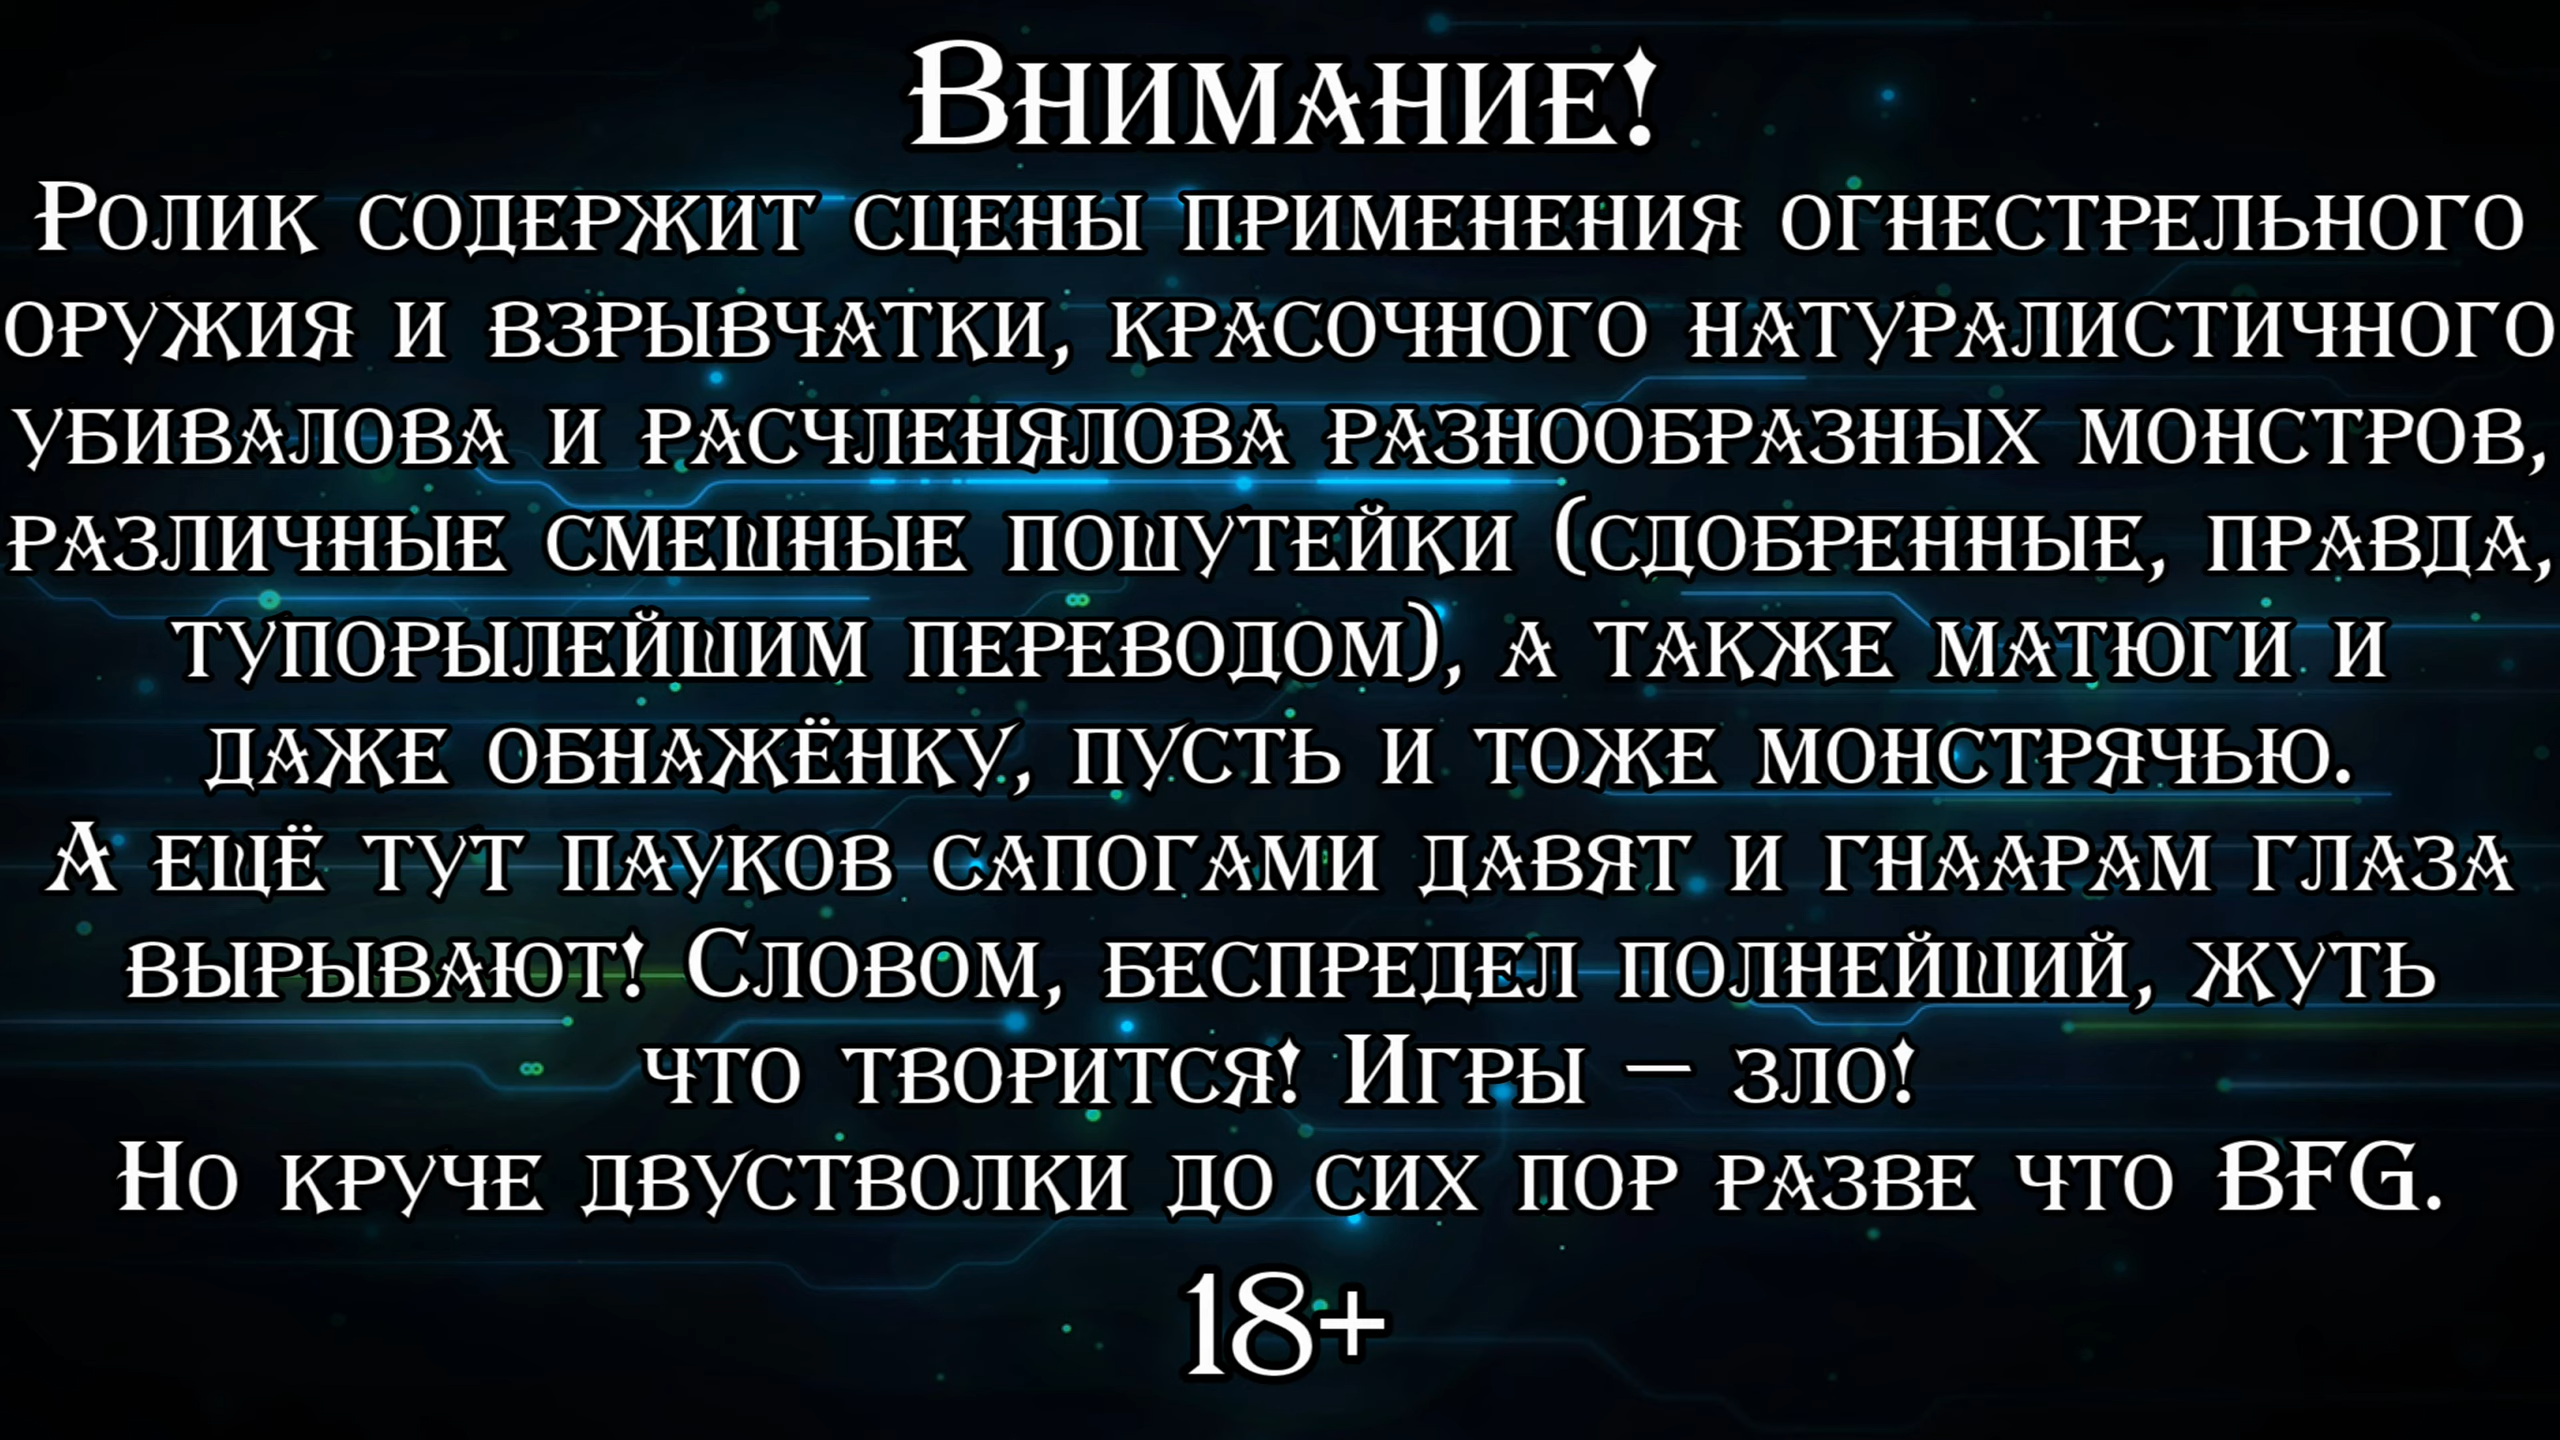 Внимание!
Ролик содержит сцены применения огнестрельного
оружия и взрывчатки, красочного натуралистичного
убивалова и расчленялова разнообразных монстров,
различные смешные пошутейки (сдобренные, правда,
тупорылейшим переводом), а также матюги и
даже обнажёнку, пусть и тоже монстрячью.
А ещё тут пауков сапогами давят и гнаарам глаза
вырывают! Словом, беспредел полнейший, жуть
что творится! Игры — зло!
Но круче двустволки до сих пор разве что BFG.
18+